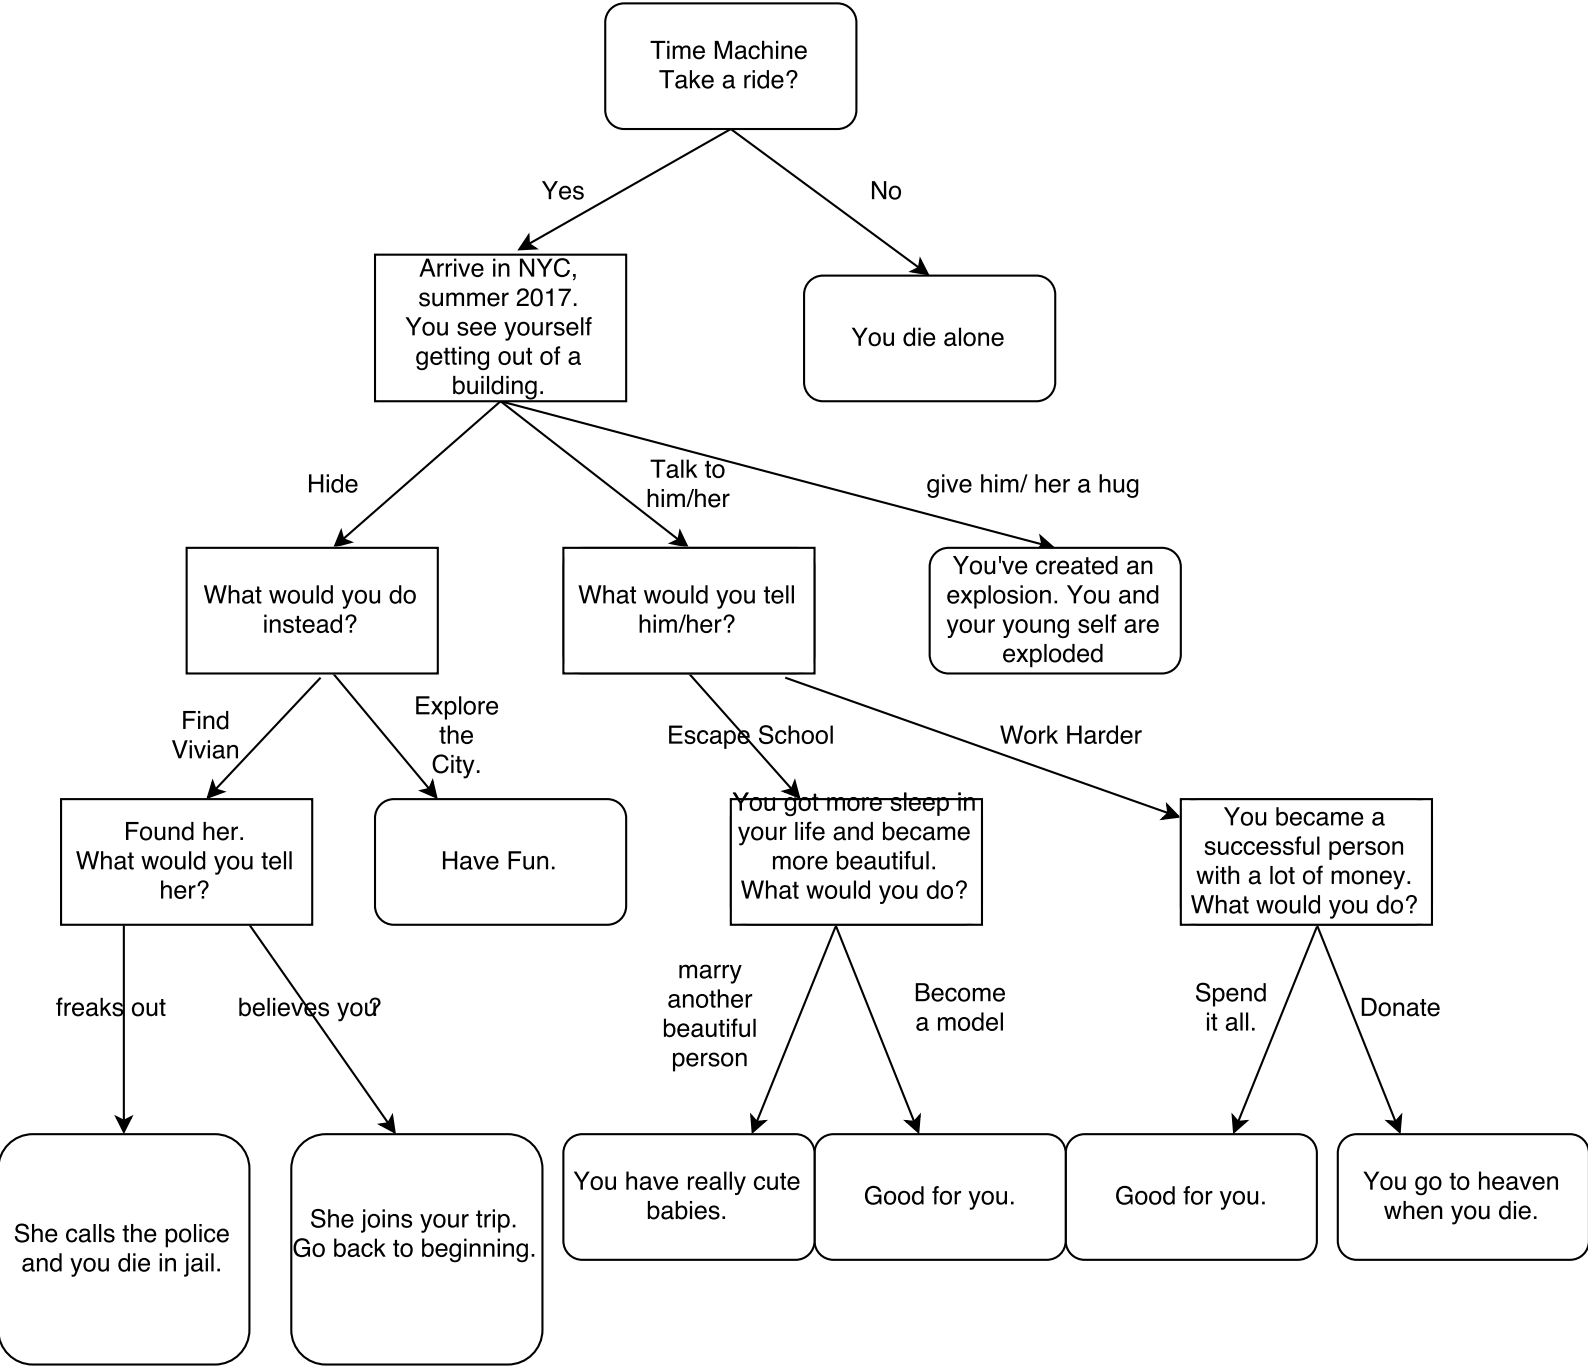 Time Machine
Take a ride?
Yes
No
Arrive in NYC,
summer 2017.
You see yourself
getting out of a
building.
You die alone
Hide
Talk to
him/her
give him/ her a hug
What would you do
instead?
What would you tell
him/her?
You've created an
explosion. You and
your young self are
exploded
Find
Vivian
Explore
the
City.
Escape School
Work Harder
Found her.
What would you tell
her?
Have Fun.
You got more sleep in
your life and became
more beautiful.
What would you do?
You became a
successful person
with a lot of money.
What would you do?
freaks out
believes you?
marry
another
beautiful
person
Become
a model
Spend
it all.
Donate
She calls the police
and you die in jail.
She joins your trip.
Go back to beginning.
You have really cute
babies.
Good for you.
Good for you.
You go to heaven
when you die.